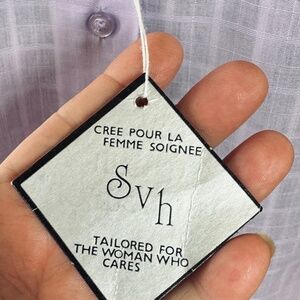 CREE POUR LA
FEMME SOIGNEE
Svh
TAILORED FOR
THE WOMAN WHO
CARES